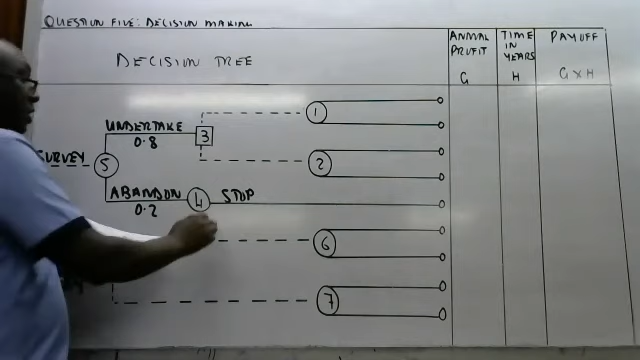 QUESTION FIVE: DECISION MAKING
DECISION TREE
ANNUAL PROFIT
G
TIME IN YEARS
H
PAYOFF
G X H
1
UNDERTAKE
0.8
3
SURVEY
5
2
ABANDON
0.2
4
STOP
6
7